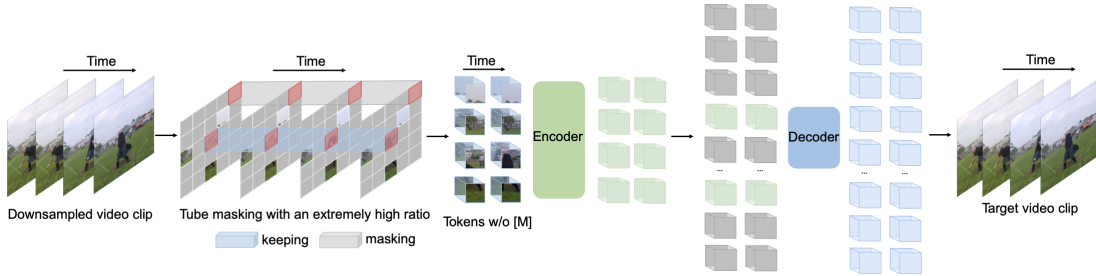 Time
Downsampled video clip
Time
Tube masking with an extremely high ratio
keeping
masking
Time
Tokens w/o [M]
Encoder
... ...
Decoder
... ...
Target video clip
Time